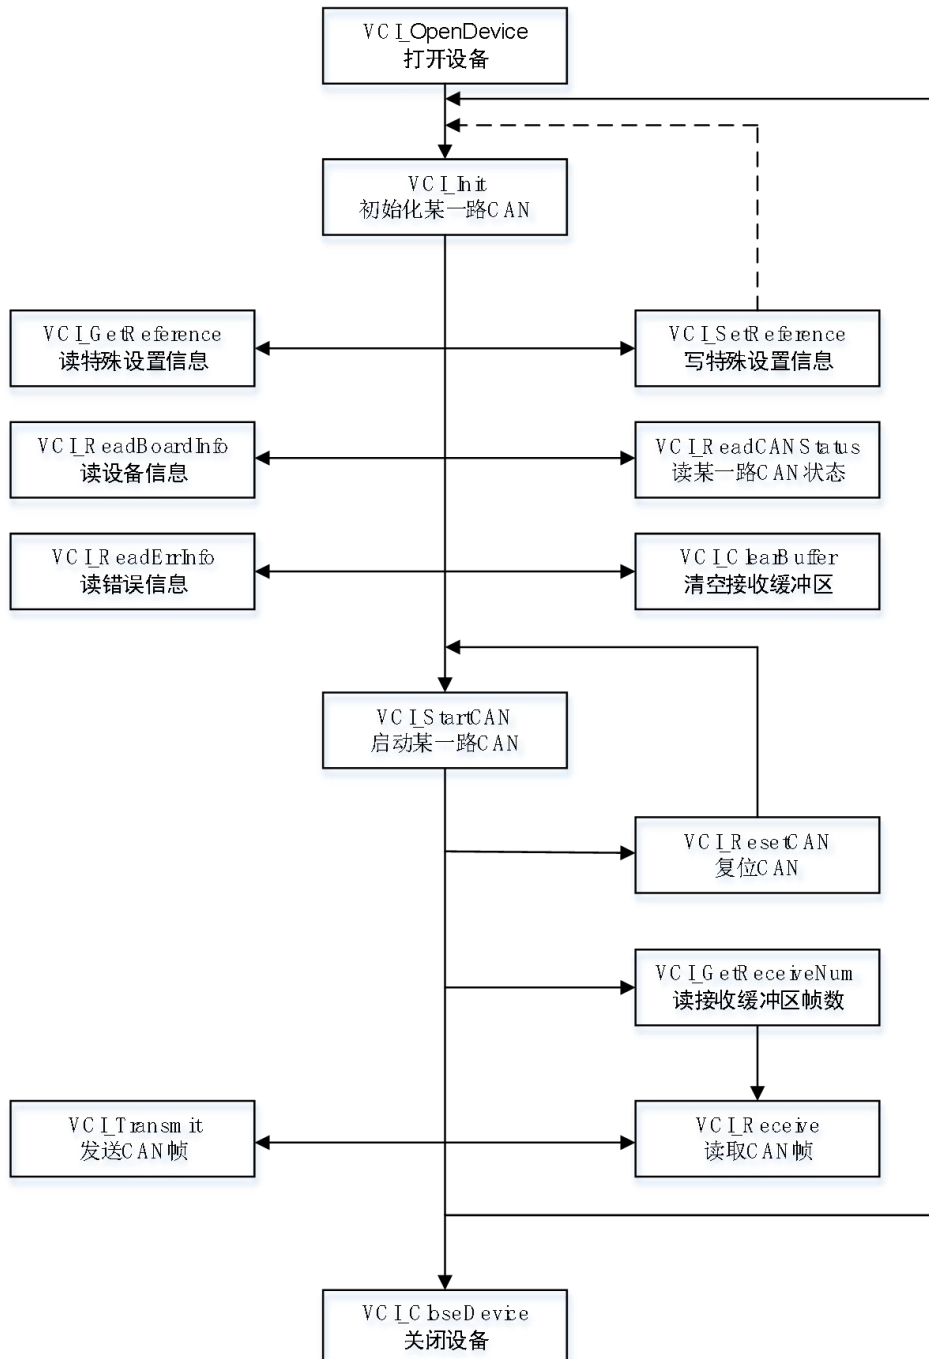 VCI_OpenDevice
打开设备
VCI_Init
初始化某一路CAN
VCI_GetReference
读特殊设置信息
VCI_SetReference
写特殊设置信息
VCI_ReadBoardInfo
读设备信息
VCI_ReadCANStatus
读某一路CAN状态
VCI_ReadErrInfo
读错误信息
VCI_ClearBuffer
清空接收缓冲区
VCI_StartCAN
启动某一路CAN
VCI_ResetCAN
复位CAN
VCI_GetReceiveNum
读接收缓冲区帧数
VCI_Transmit
发送CAN帧
VCI_Receive
读取CAN帧
VCI_CloseDevice
关闭设备